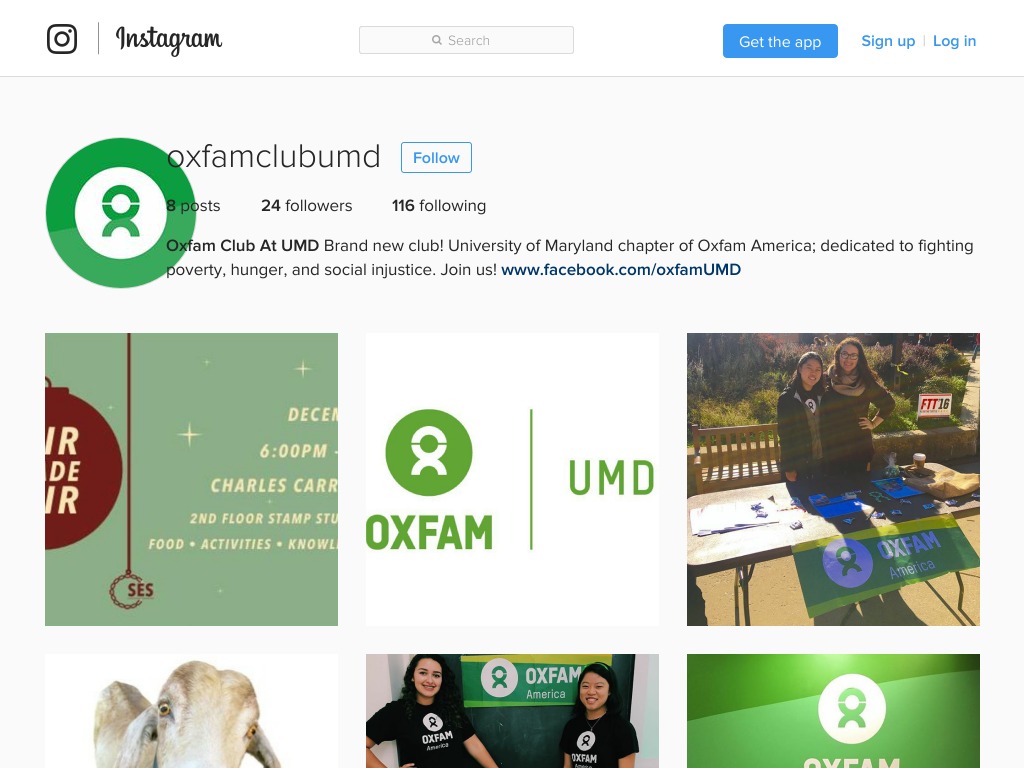 Instagram
Search
Get the app
Sign up
Log in
oxfamclubumd
Follow
8 posts
24 followers
116 following
Oxfam Club At UMD Brand new club! University of Maryland chapter of Oxfam America; dedicated to fighting
poverty, hunger, and social injustice. Join us! www.facebook.com/oxfamUMD
IR
DE
IR
DECEM
6:00PM -
CHARLES CARR
2ND FLOOR STAMP STU
FOOD • ACTIVITIES • KNOWL
SES
OXFAM
UMD
FTT'16
OXFAM
America
OXFAM
America
OXFAM
America
OXFAM
America
OXFAM